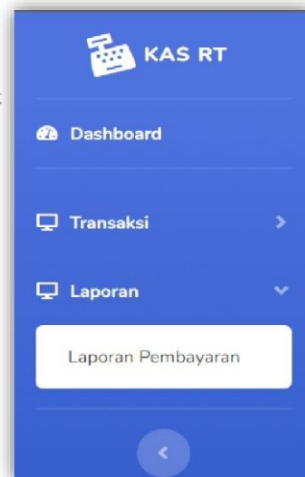 KAS RT
Dashboard
Transaksi
Laporan
Laporan Pembayaran